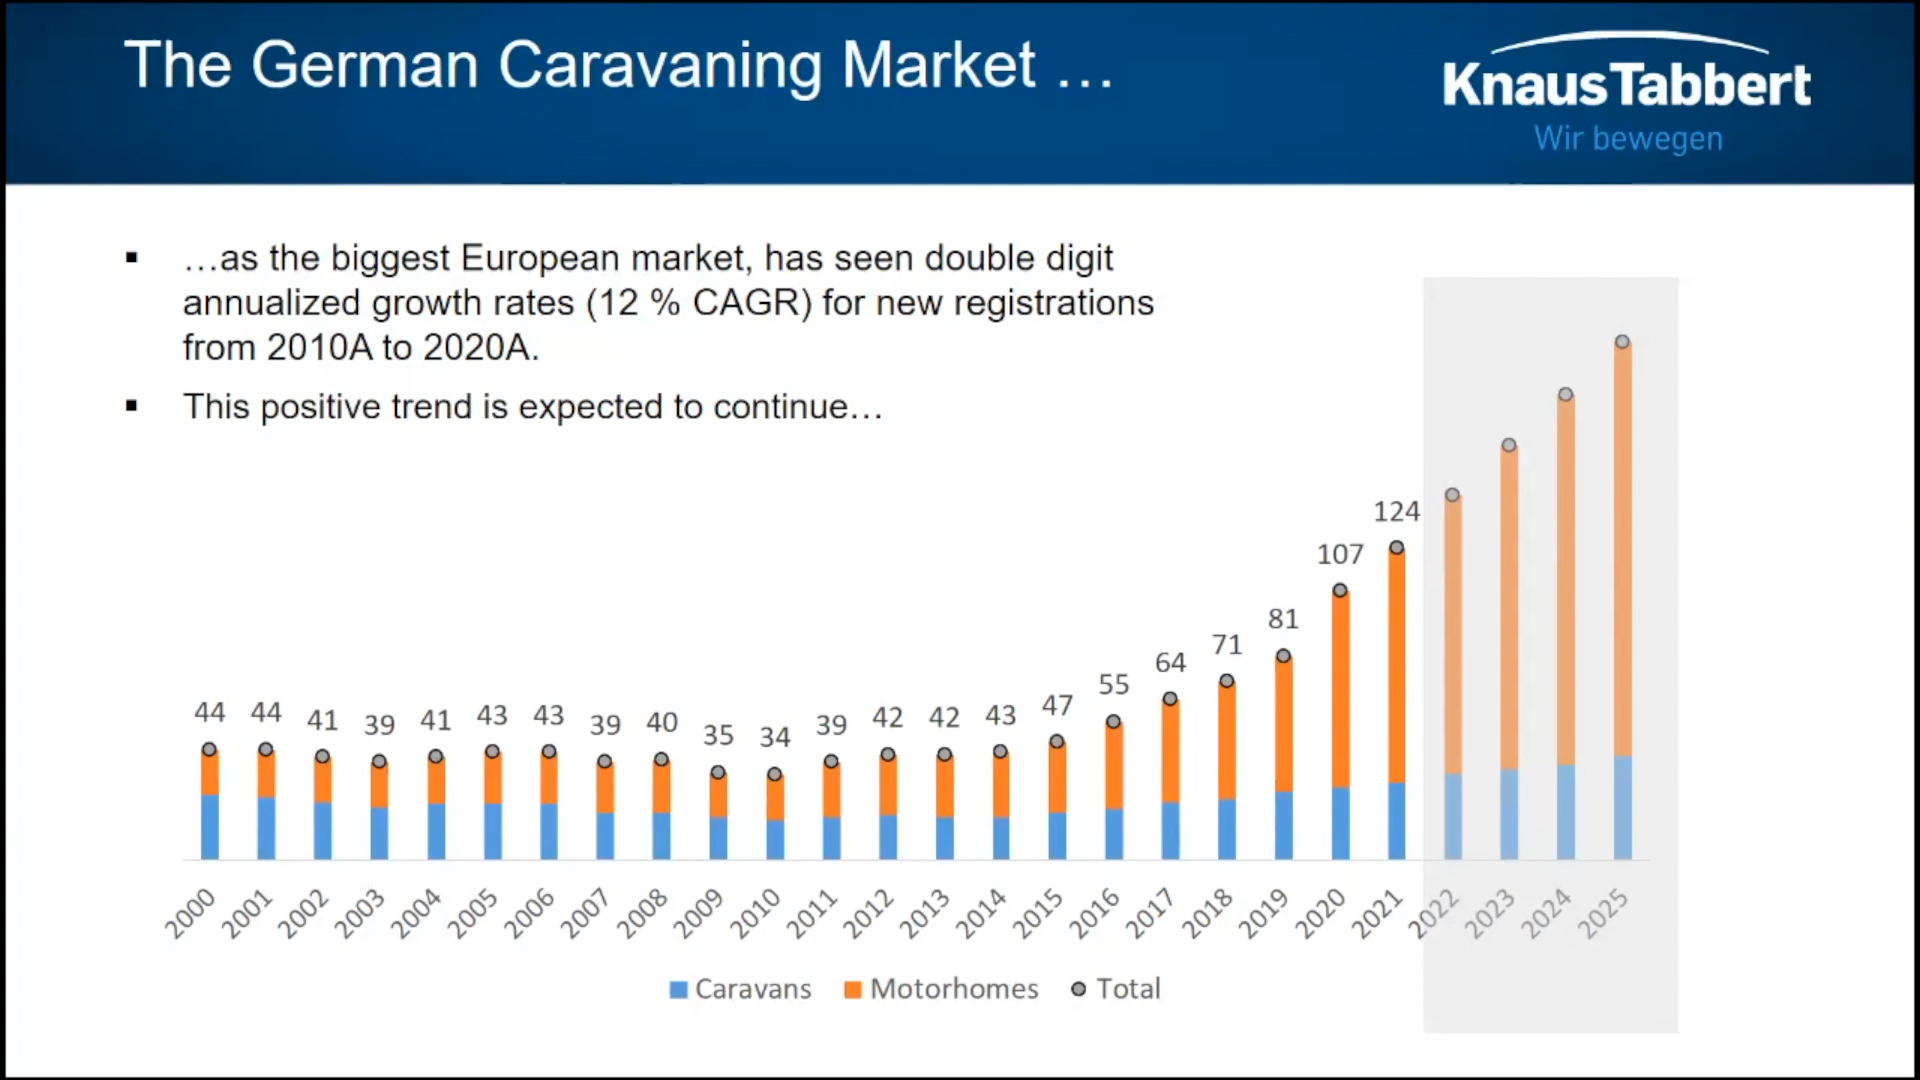 The German Caravaning Market …
KnausTabbert
Wir bewegen
▪ …as the biggest European market, has seen double digit
annualized growth rates (12 % CAGR) for new registrations
from 2010A to 2020A.
▪ This positive trend is expected to continue…
44 44 41 39 41 43 43 39 40 35 34 39 42 42 43 47 55 64 71 81 107 124
2000 2001 2002 2003 2004 2005 2006 2007 2008 2009 2010 2011 2012 2013 2014 2015 2016 2017 2018 2019 2020 2021 2022 2023 2024 2025
Caravans Motorhomes Total